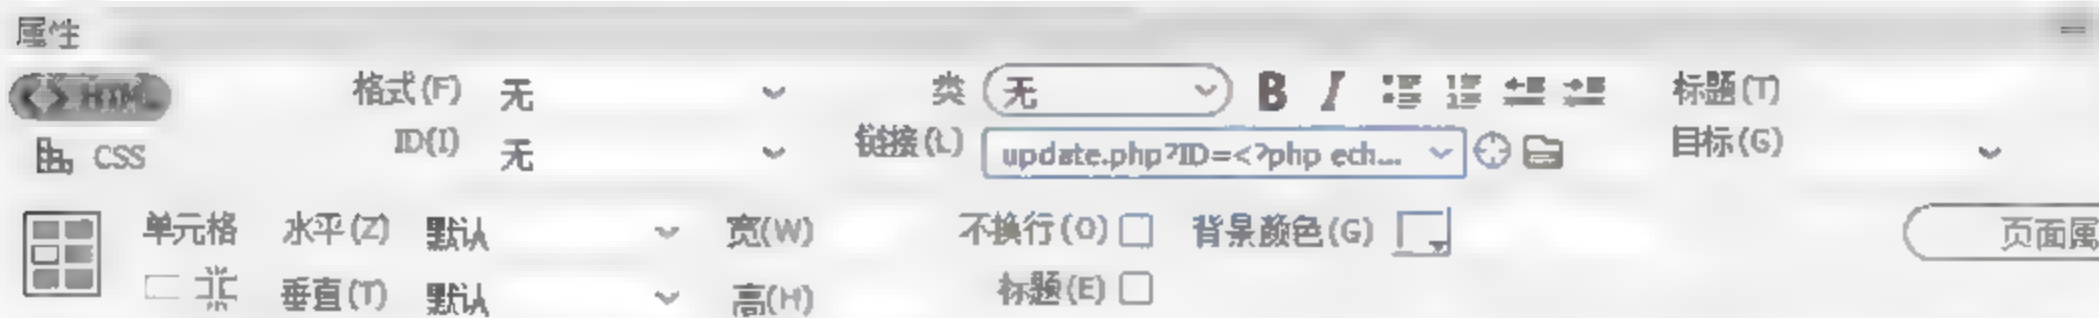 属性
<> HTML 格式(F) 无 类 无 B I 标题(T)
CSS ID(I) 无 链接(L) update.php?ID=<?php ech... 目标(G)
单元格 水平(Z) 默认 宽(W) 不换行(O) 背景颜色(G) 页面属
垂直(T) 默认 高(H) 标题(E)